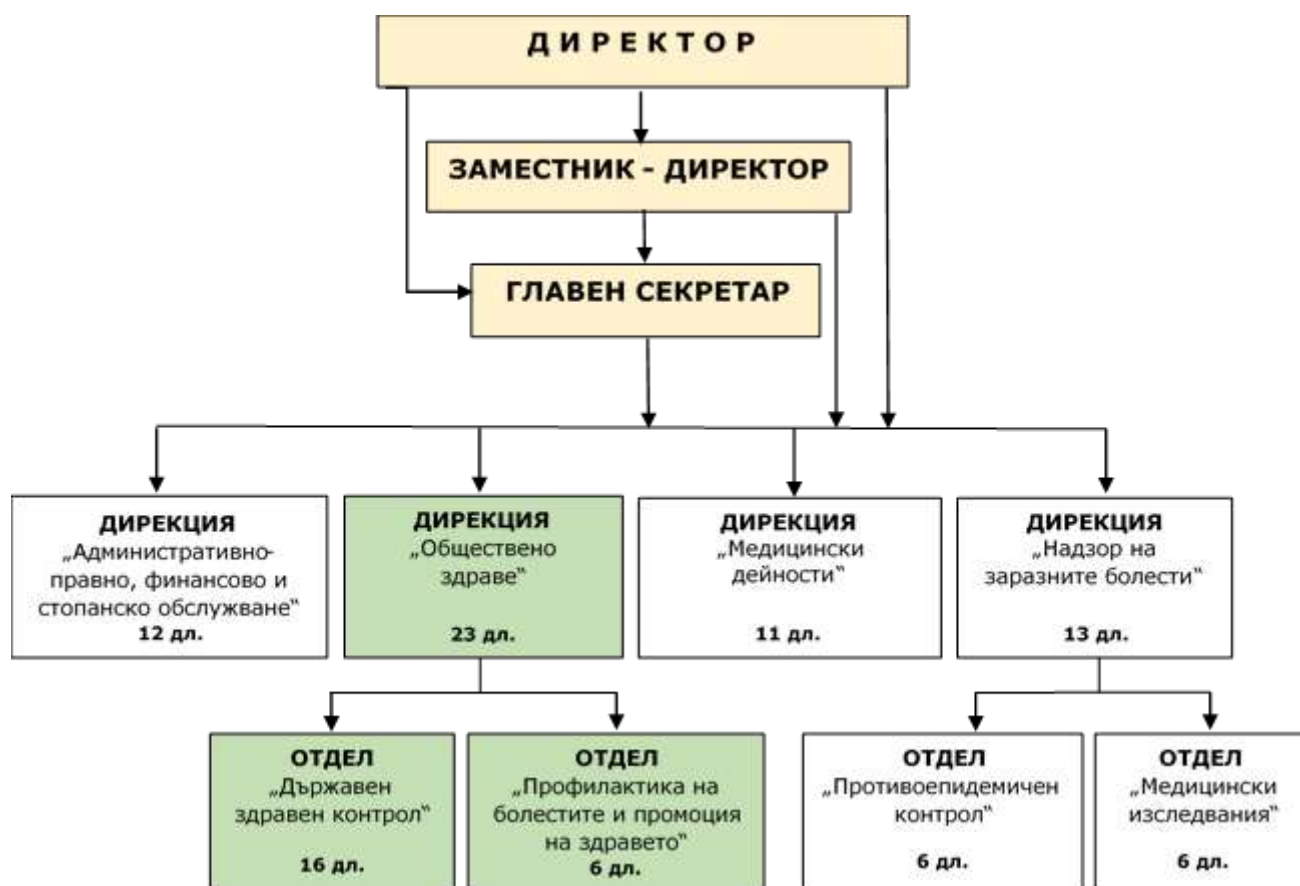 Д И Р Е К Т О Р
ЗАМЕСТНИК - ДИРЕКТОР
ГЛАВЕН СЕКРЕТАР
ДИРЕКЦИЯ
„Административно-
правно, финансово и
стопанско обслужване“
12 дл.
ДИРЕКЦИЯ
„Обществено
здраве“
23 дл.
ДИРЕКЦИЯ
„Медицински
дейности“
11 дл.
ДИРЕКЦИЯ
„Надзор на
заразните болести“
13 дл.
ОТДЕЛ
„Държавен
здравен контрол“
16 дл.
ОТДЕЛ
„Профилактика на
болестите и промоция
на здравето“
6 дл.
ОТДЕЛ
„Противоепидемичен
контрол“
6 дл.
ОТДЕЛ
„Медицински
изследвания“
6 дл.